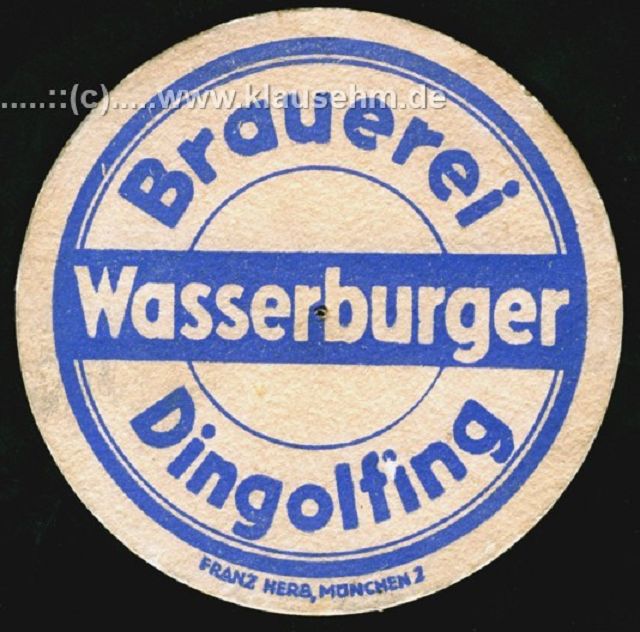 .....::(c).....www.klausehm.de
Brauerei
Wasserburger
Dingolfing
FRANZ HERB, MÜNCHEN 2